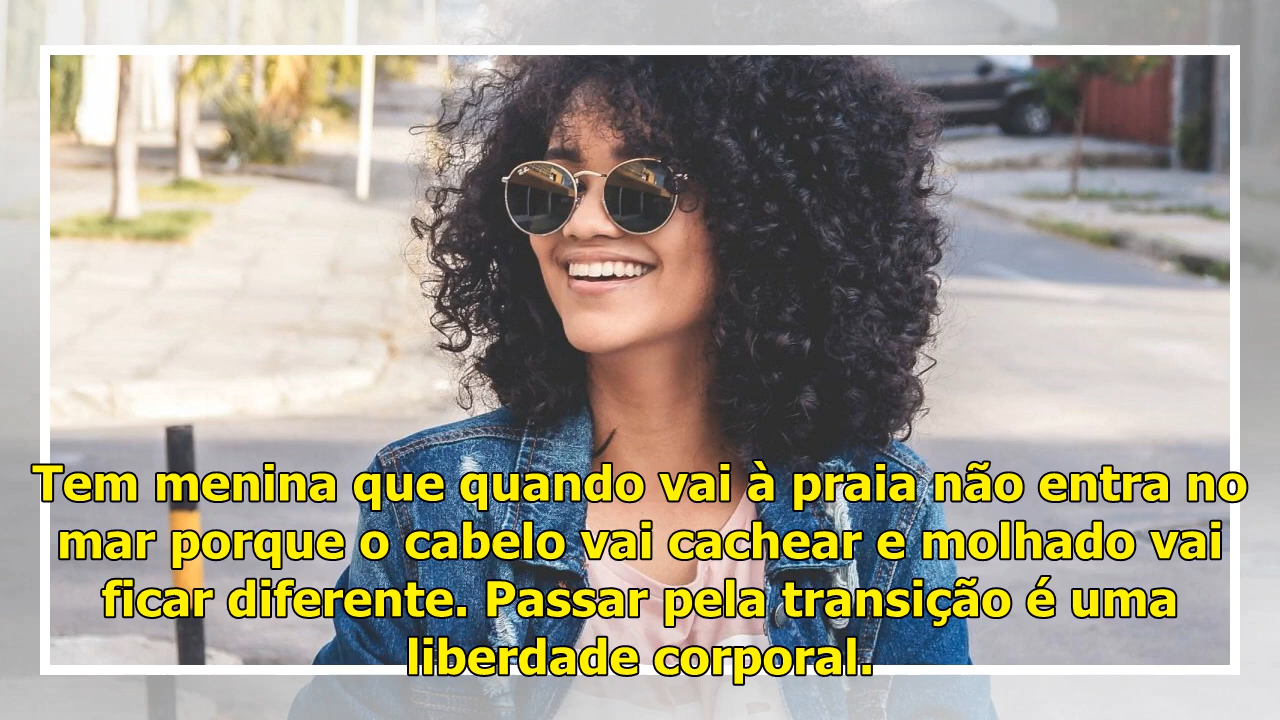 Tem menina que quando vai à praia não entra no
mar porque o cabelo vai cachear e molhado vai
ficar diferente. Passar pela transição é uma
liberdade corporal.